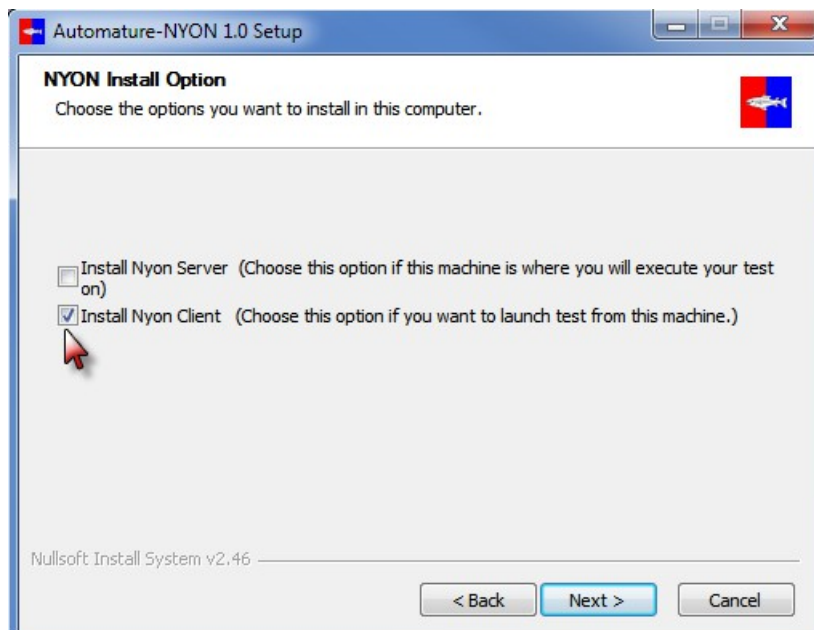 Automature-NYON 1.0 Setup
NYON Install Option
Choose the options you want to install in this computer.
Install Nyon Server (Choose this option if this machine is where you will execute your test
on)
Install Nyon Client (Choose this option if you want to launch test from this machine.)
Nullsoft Install System v2.46
< Back Next > Cancel